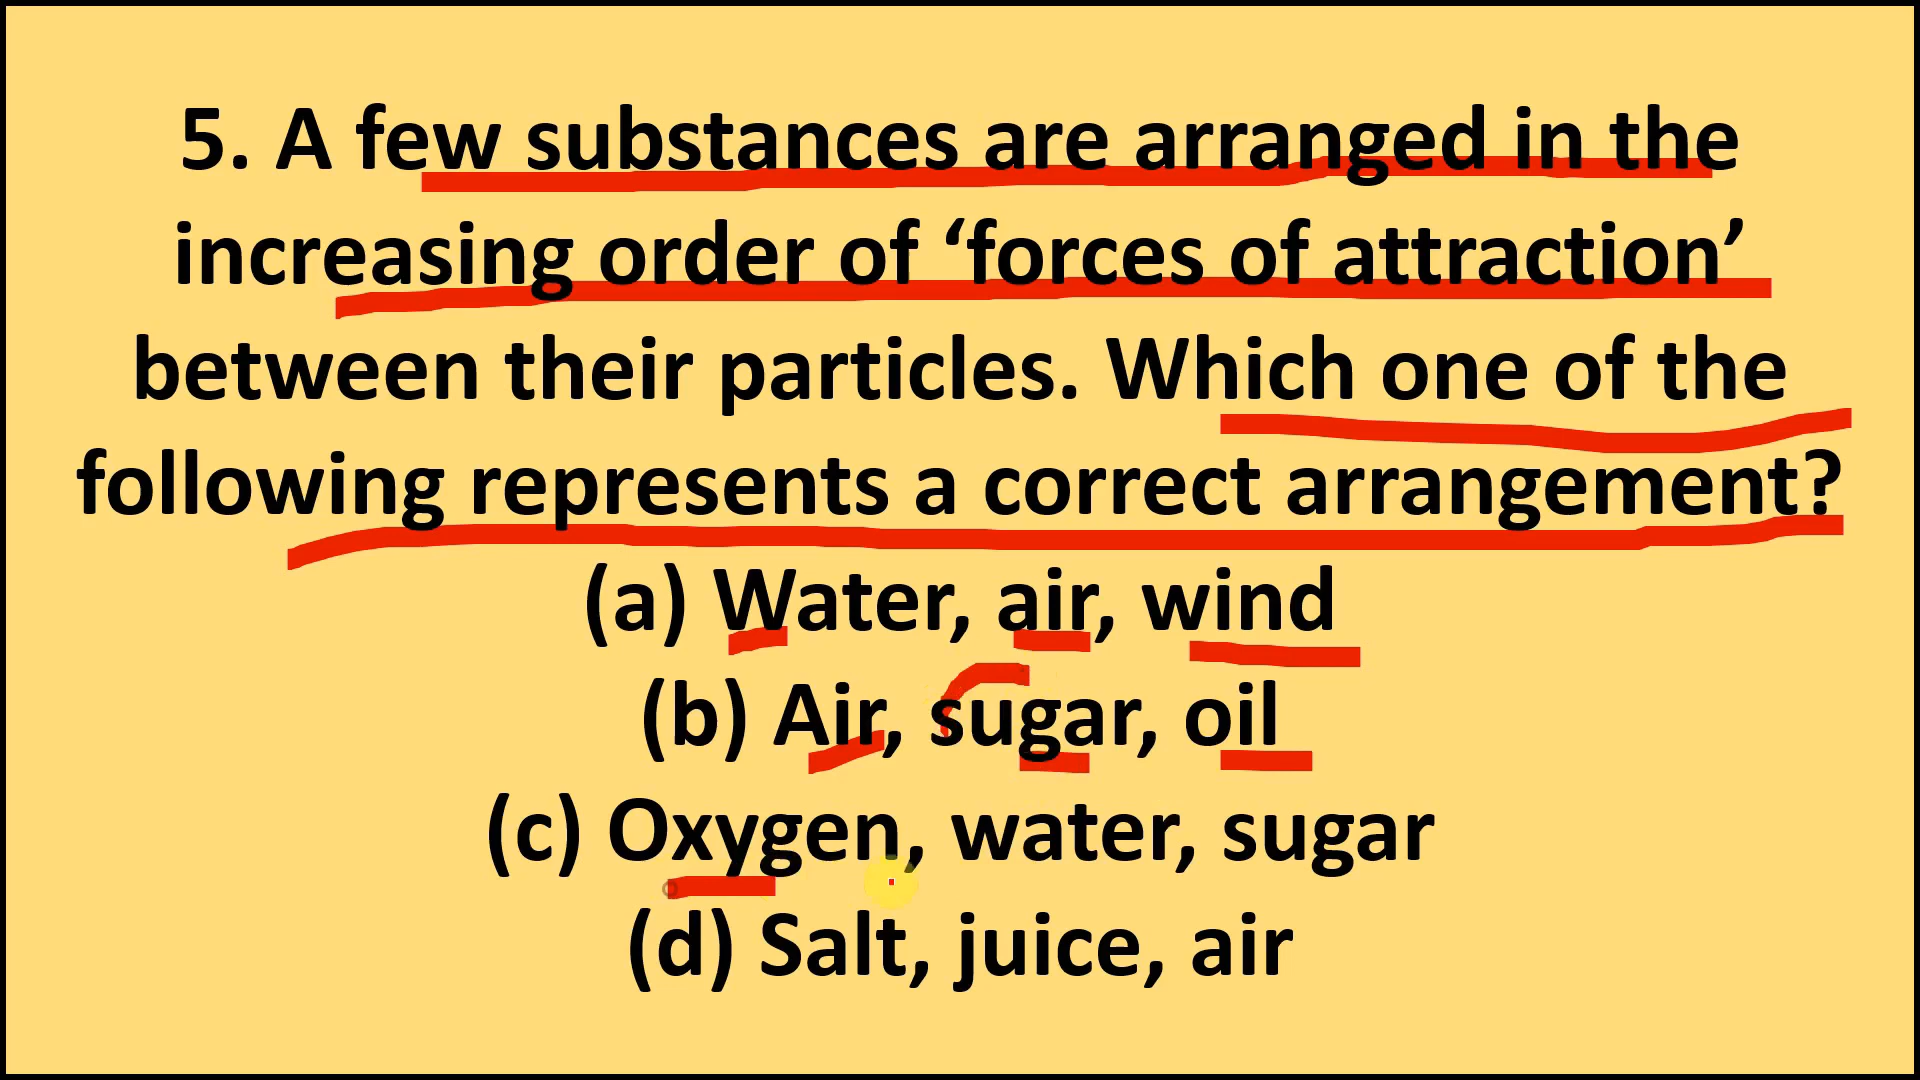 5. A few substances are arranged in the
increasing order of ‘forces of attraction’
between their particles. Which one of the
following represents a correct arrangement?
(a) Water, air, wind
(b) Air, sugar, oil
(c) Oxygen, water, sugar
(d) Salt, juice, air